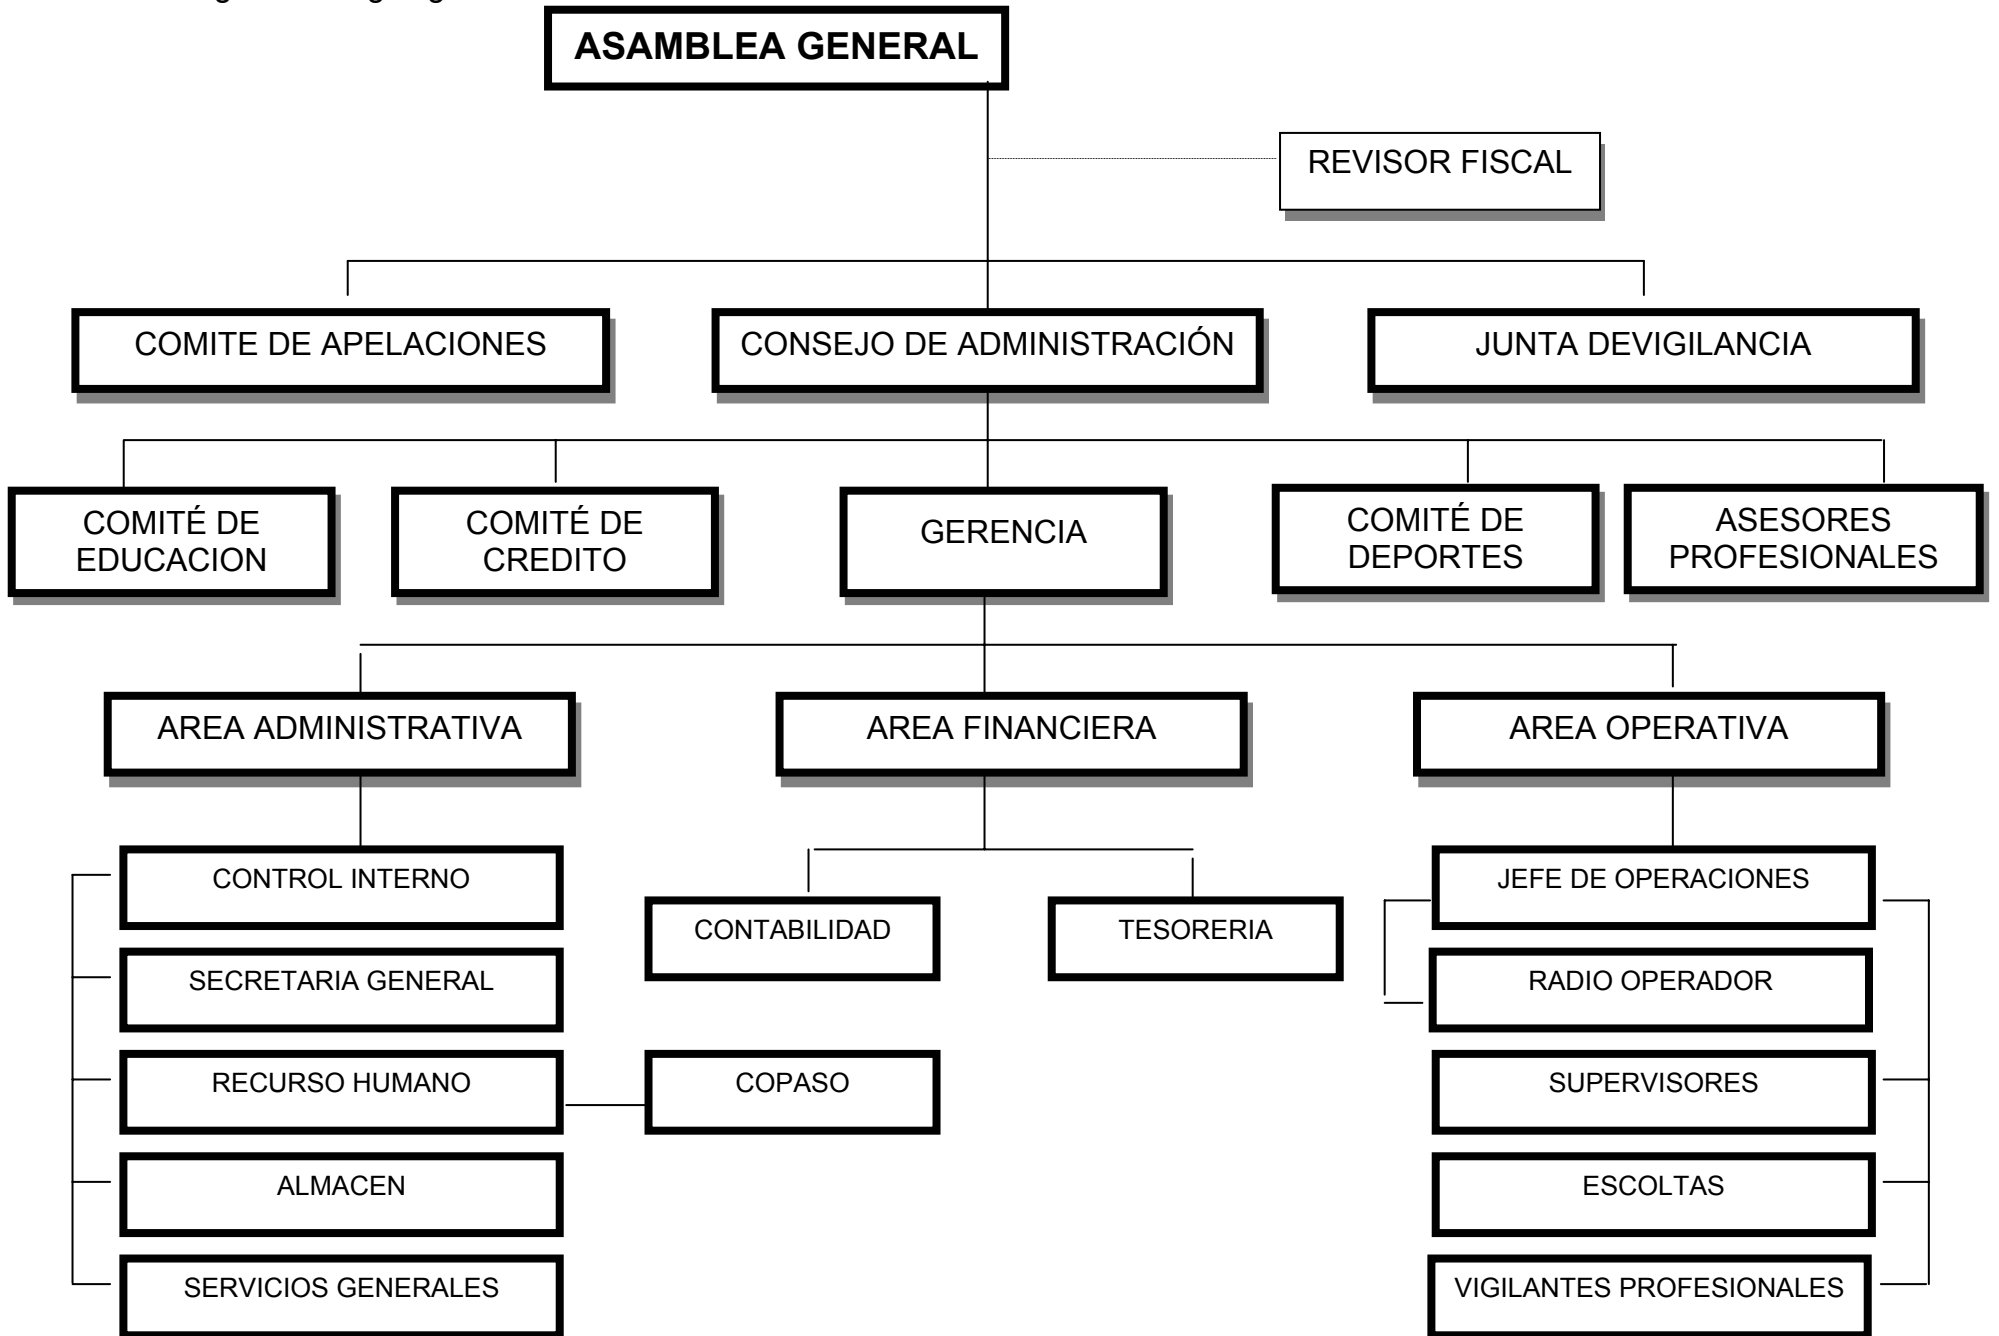 ASAMBLEA GENERAL
REVISOR FISCAL
COMITE DE APELACIONES
CONSEJO DE ADMINISTRACIÓN
JUNTA DEVIGILANCIA
COMITÉ DE
EDUCACION
COMITÉ DE
CREDITO
GERENCIA
COMITÉ DE
DEPORTES
ASESORES
PROFESIONALES
AREA ADMINISTRATIVA
AREA FINANCIERA
AREA OPERATIVA
CONTROL INTERNO
SECRETARIA GENERAL
RECURSO HUMANO
ALMACEN
SERVICIOS GENERALES
CONTABILIDAD
TESORERIA
COPASO
JEFE DE OPERACIONES
RADIO OPERADOR
SUPERVISORES
ESCOLTAS
VIGILANTES PROFESIONALES